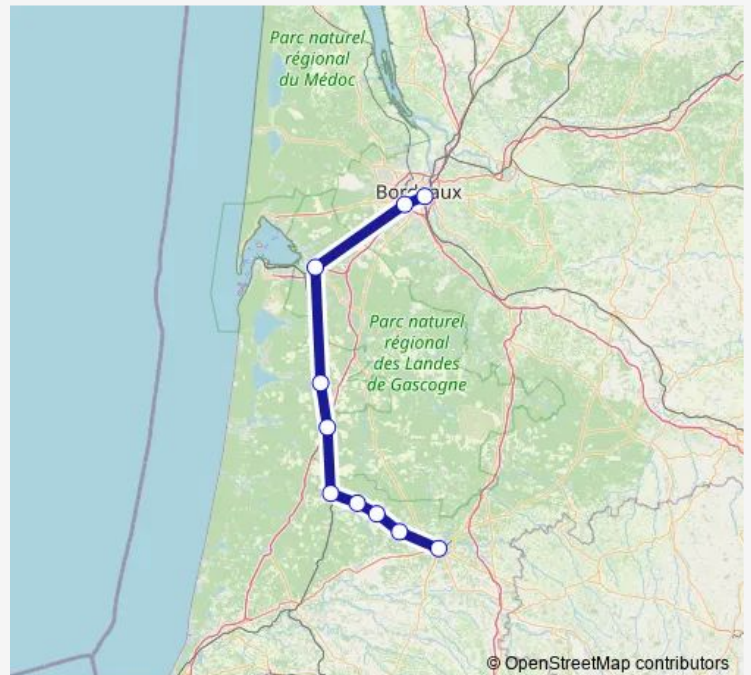 Parc naturel
régional
du Médoc
Bordeaux
Parc naturel
régional
des Landes
de Gascogne
© OpenStreetMap contributors